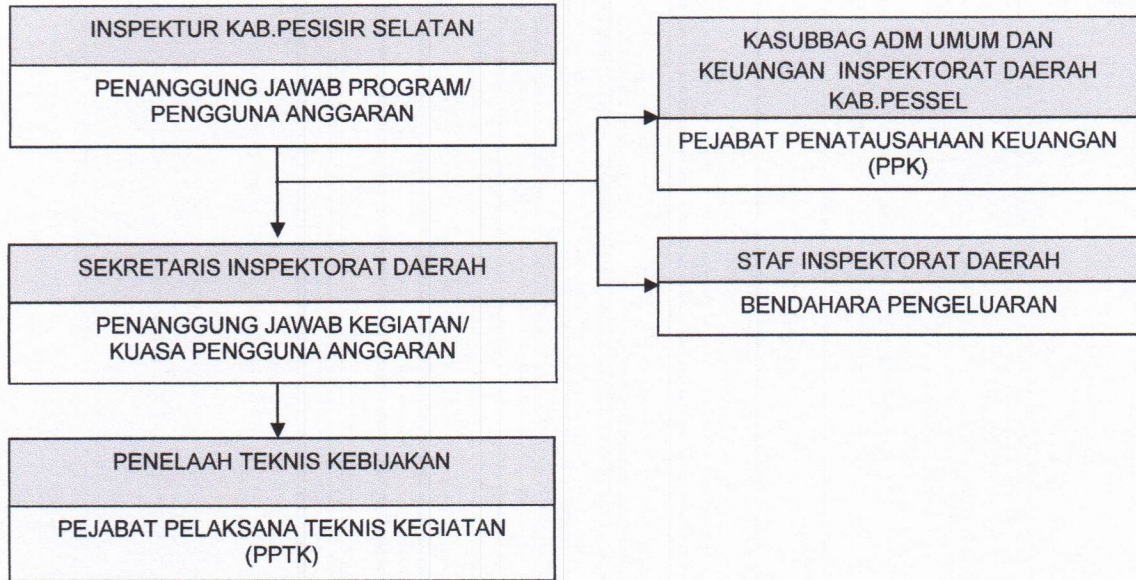 INSPEKTUR KAB.PESISIR SELATAN
PENANGGUNG JAWAB PROGRAM/
PENGGUNA ANGGARAN
KASUBBAG ADM UMUM DAN
KEUANGAN INSPEKTORAT DAERAH
KAB.PESSEL
PEJABAT PENATAUSAHAAN KEUANGAN
(PPK)
SEKRETARIS INSPEKTORAT DAERAH
PENANGGUNG JAWAB KEGIATAN/
KUASA PENGGUNA ANGGARAN
STAF INSPEKTORAT DAERAH
BENDAHARA PENGELUARAN
PENELAAH TEKNIS KEBIJAKAN
PEJABAT PELAKSANA TEKNIS KEGIATAN
(PPTK)